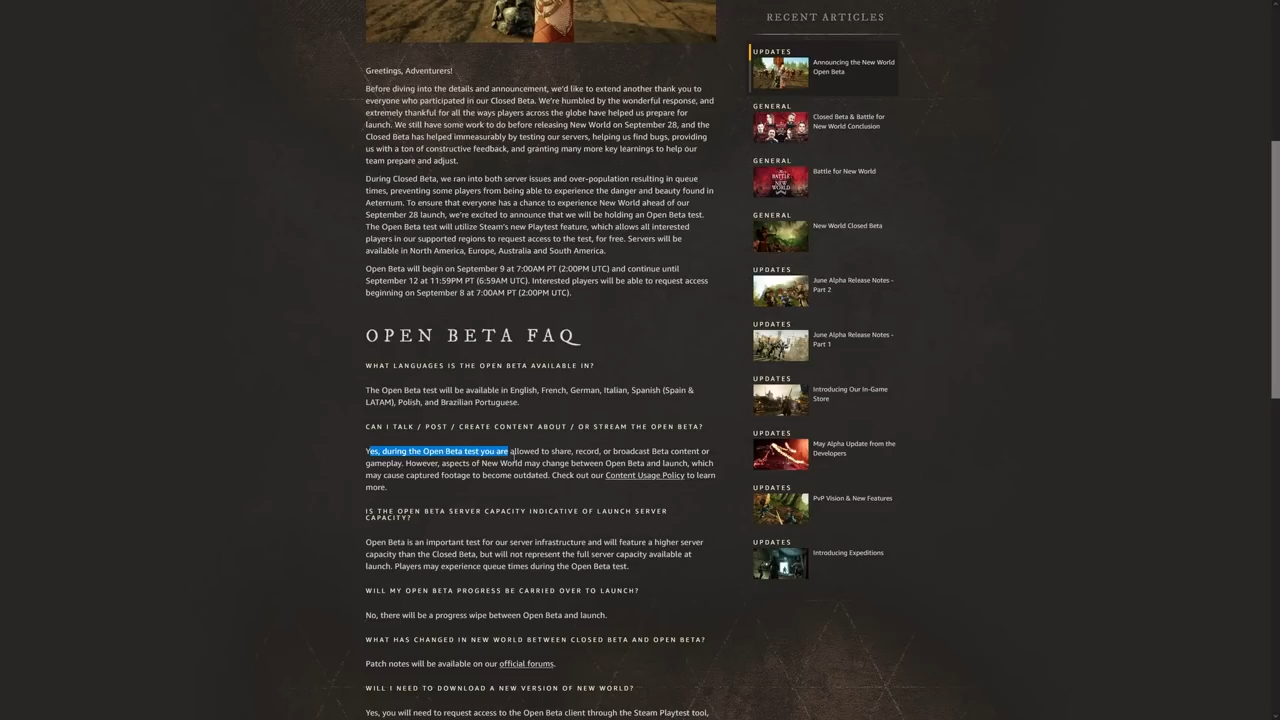 RECENT ARTICLES
Greetings, Adventurers!
Before diving into the details and announcement, we'd like to extend another thank you to
everyone who participated in our Closed Beta. We're humbled by the wonderful response, and
extremely thankful for all the ways players across the globe have helped us prepare for
launch. We still have some work to do before releasing New World on September 28, and the
Closed Beta has helped immeasurably by testing our servers, helping us find bugs, providing
us with a ton of constructive feedback, and granting many more key learnings to help our
team prepare and adjust.
During Closed Beta, we ran into both server issues and over-population resulting in queue
times, preventing some players from being able to experience the danger and beauty found in
Aeternum. To ensure that everyone has a chance to experience New World ahead of our
September 28 launch, we're excited to announce that we will be holding an Open Beta test.
The Open Beta test will utilize Steam's new Playtest feature, which allows all interested
players in our supported regions to request access to the test, for free. Servers will be
available in North America, Europe, Australia and South America.
Open Beta will begin on September 9 at 7:00AM PT (2:00PM UTC) and continue until
September 12 at 11:59PM PT (6:59AM UTC). Interested players will be able to request access
beginning on September 8 at 7:00AM PT (2:00PM UTC).
OPEN BETA FAQ
WHAT LANGUAGES IS THE OPEN BETA AVAILABLE IN?
The Open Beta test will be available in English, French, German, Italian, Spanish (Spain &
LATAM), Polish, and Brazilian Portuguese.
CAN I TALK / POST / CREATE CONTENT ABOUT / OR STREAM THE OPEN BETA?
Yes, during the Open Beta test you are allowed to share, record, or broadcast Beta content or
gameplay. However, aspects of New World may change between Open Beta and launch, which
may cause captured footage to become outdated. Check out our Content Usage Policy to learn
more.
IS THE OPEN BETA SERVER CAPACITY INDICATIVE OF LAUNCH SERVER
CAPACITY?
Open Beta is an important test for our server infrastructure and will feature a higher server
capacity than the Closed Beta, but will not represent the full server capacity available at
launch. Players may experience queue times during the Open Beta test.
WILL MY OPEN BETA PROGRESS BE CARRIED OVER TO LAUNCH?
No, there will be a progress wipe between Open Beta and launch.
WHAT HAS CHANGED IN NEW WORLD BETWEEN CLOSED BETA AND OPEN BETA?
Patch notes will be available on our official forums.
WILL I NEED TO DOWNLOAD A NEW VERSION OF NEW WORLD?
Yes, you will need to request access to the Open Beta client through the Steam Playtest tool,
UPDATES
Announcing the New World
Open Beta
GENERAL
Closed Beta & Battle for
New World Conclusion
GENERAL
BATTLE
NEW WORLD
Battle for New World
GENERAL
New World Closed Beta
UPDATES
June Alpha Release Notes -
Part 2
UPDATES
June Alpha Release Notes -
Part 1
UPDATES
Introducing Our In-Game
Store
UPDATES
May Alpha Update from the
Developers
UPDATES
PvP Vision & New Features
UPDATES
Introducing Expeditions